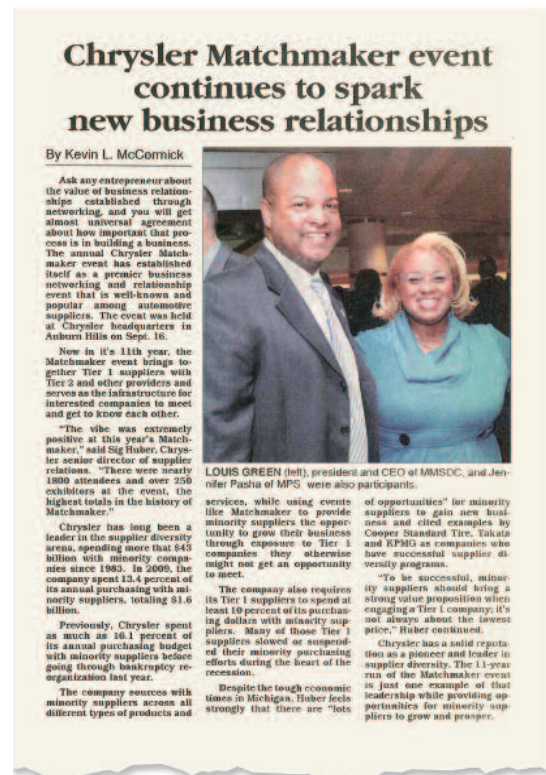 Chrysler Matchmaker event
continues to spark
new business relationships
By Kevin L. McCormick
Ask any entrepreneur about
the value of business relation-
ships established through
networking, and you will get
almost universal agreement
about how important that pro-
cess is in building a business.
The annual Chrysler Match-
maker event has established
itself as a premier business
networking and relationship
event that is well-known and
popular among automotive
suppliers. The event was held
at Chrysler headquarters in
Auburn Hills on Sept. 16.
Now in it's 11th year, the
Matchmaker event brings to-
gether Tier 1 suppliers with
Tier 2 and other providers and
serves as the infrastructure for
interested companies to meet
and get to know each other.
"The vibe was extremely
positive at this year's Match-
maker," said Sig Huber, Chrys-
ler senior director of supplier
relations. "There were nearly
1800 attendees and over 250
exhibitors at the event, the
highest totals in the history of
Matchmaker."
Chrysler has long been a
leader in the supplier diversity
arena, spending more that $43
billion with minority compa-
nies since 1983. In 2009, the
company spent 13.4 percent of
its annual purchasing with mi-
nority suppliers, totaling $1.6
billion.
Previously, Chrysler spent
as much as 16.1 percent of
its annual purchasing budget
with minority suppliers before
going through bankruptcy re-
organization last year.
The company sources with
minority suppliers across all
different types of products and
LOUIS GREEN (left), president and CEO of MMSDC, and Jen-
nifer Pasha of MPS were also participants.
services, while using events
like Matchmaker to provide
minority suppliers the oppor-
tunity to grow their business
through exposure to Tier 1
companies they otherwise
might not get an opportunity
to meet.
The company also requires
its Tier 1 suppliers to spend at
least 10 percent of its purchas-
ing dollars with minority sup-
pliers. Many of those Tier 1
suppliers slowed or suspend-
ed their minority purchasing
efforts during the heart of the
recession.
Despite the tough economic
times in Michigan, Huber feels
strongly that there are "lots
of opportunities" for minority
suppliers to gain new busi-
ness and cited examples by
Cooper Standard Tire, Takata
and KPMG as companies who
have successful supplier di-
versity programs.
"To be successful, minor-
ity suppliers should bring a
strong value proposition when
engaging a Tier 1 company; it's
not always about the lowest
price," Huber continued.
Chrysler has a solid reputa-
tion as a pioneer and leader in
supplier diversity. The 11-year
run of the Matchmaker event
is just one example of that
leadership while providing op-
portunities for minority sup-
pliers to grow and prosper.